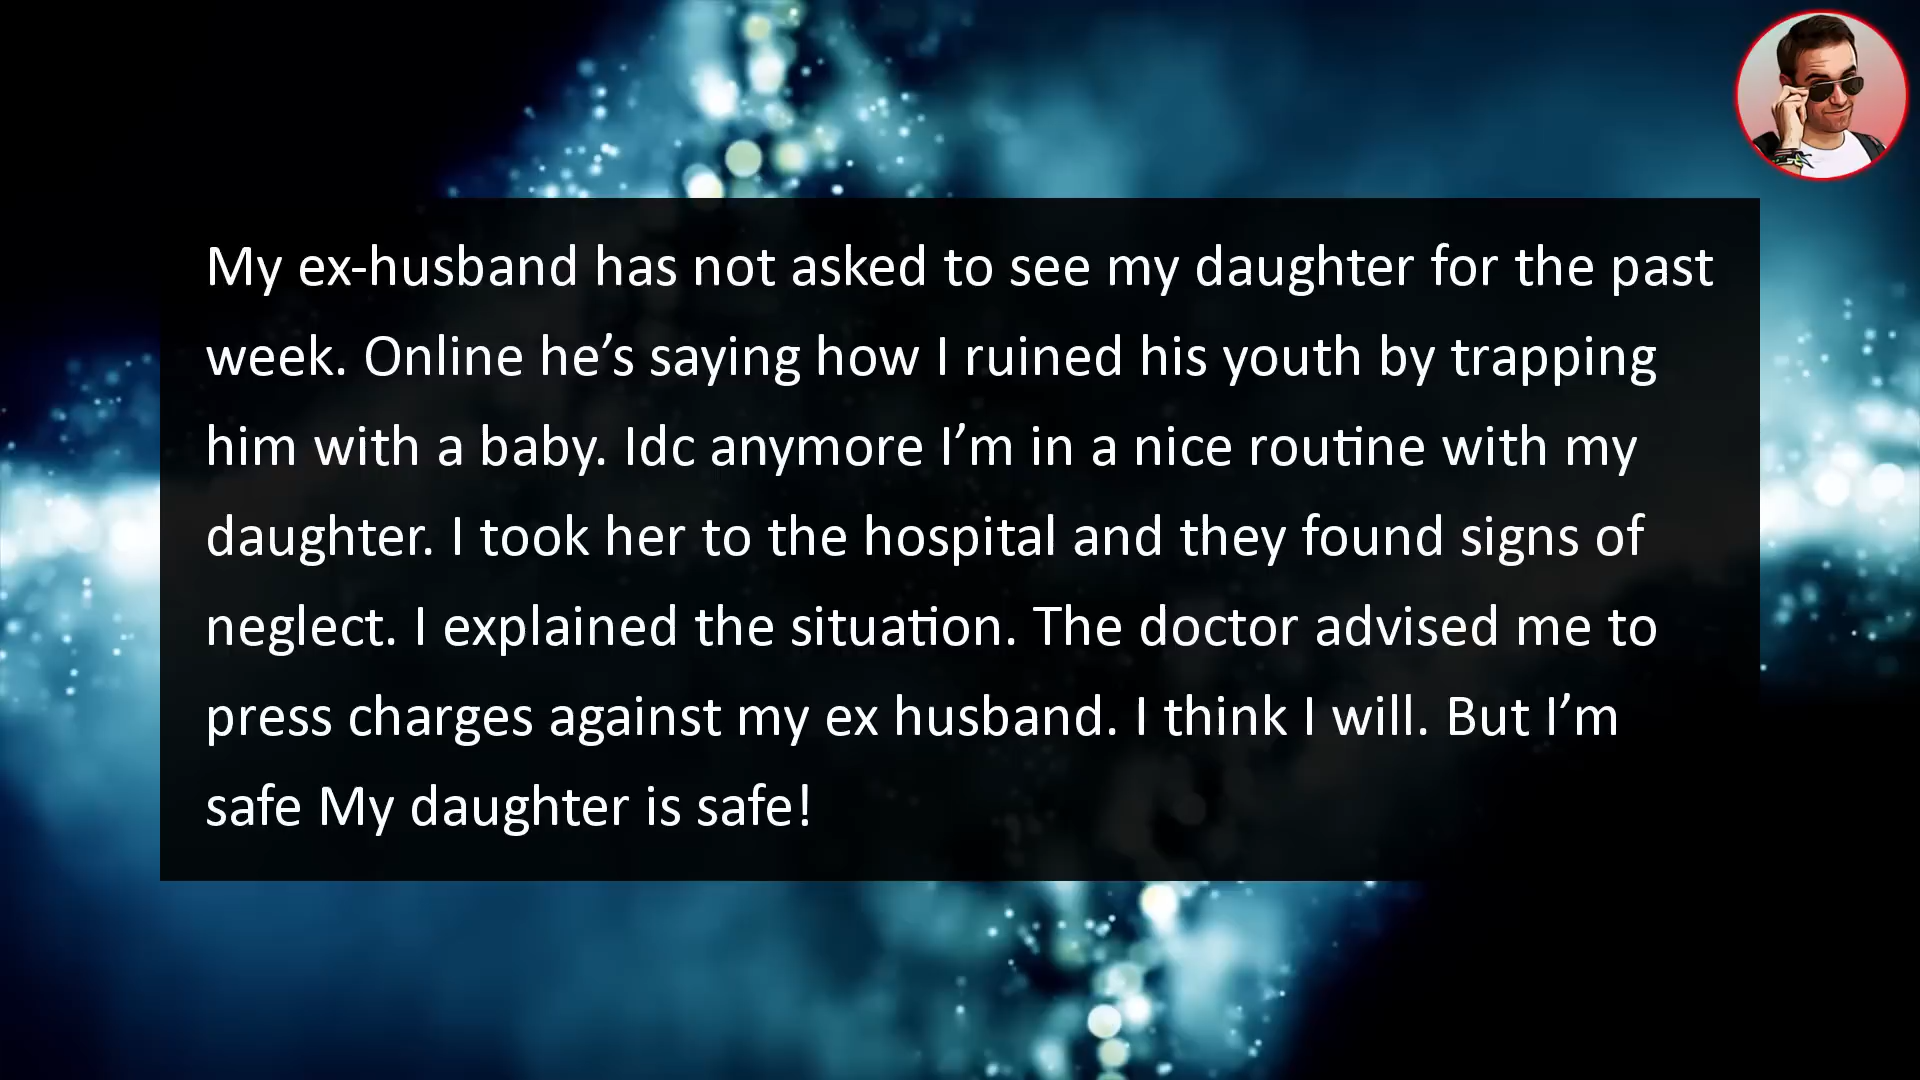 My ex-husband has not asked to see my daughter for the past
week. Online he’s saying how I ruined his youth by trapping
him with a baby. Idc anymore I’m in a nice routine with my
daughter. I took her to the hospital and they found signs of
neglect. I explained the situation. The doctor advised me to
press charges against my ex husband. I think I will. But I’m
safe My daughter is safe!